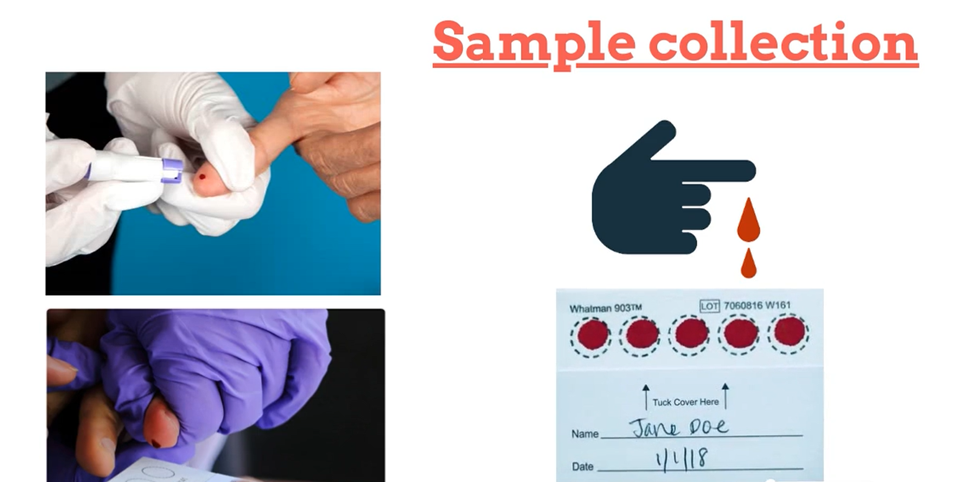 Sample collection
Whatman 903™ LOT 7060816 W161
Tuck Cover Here
Name Jane Doe
Date 1/1/18